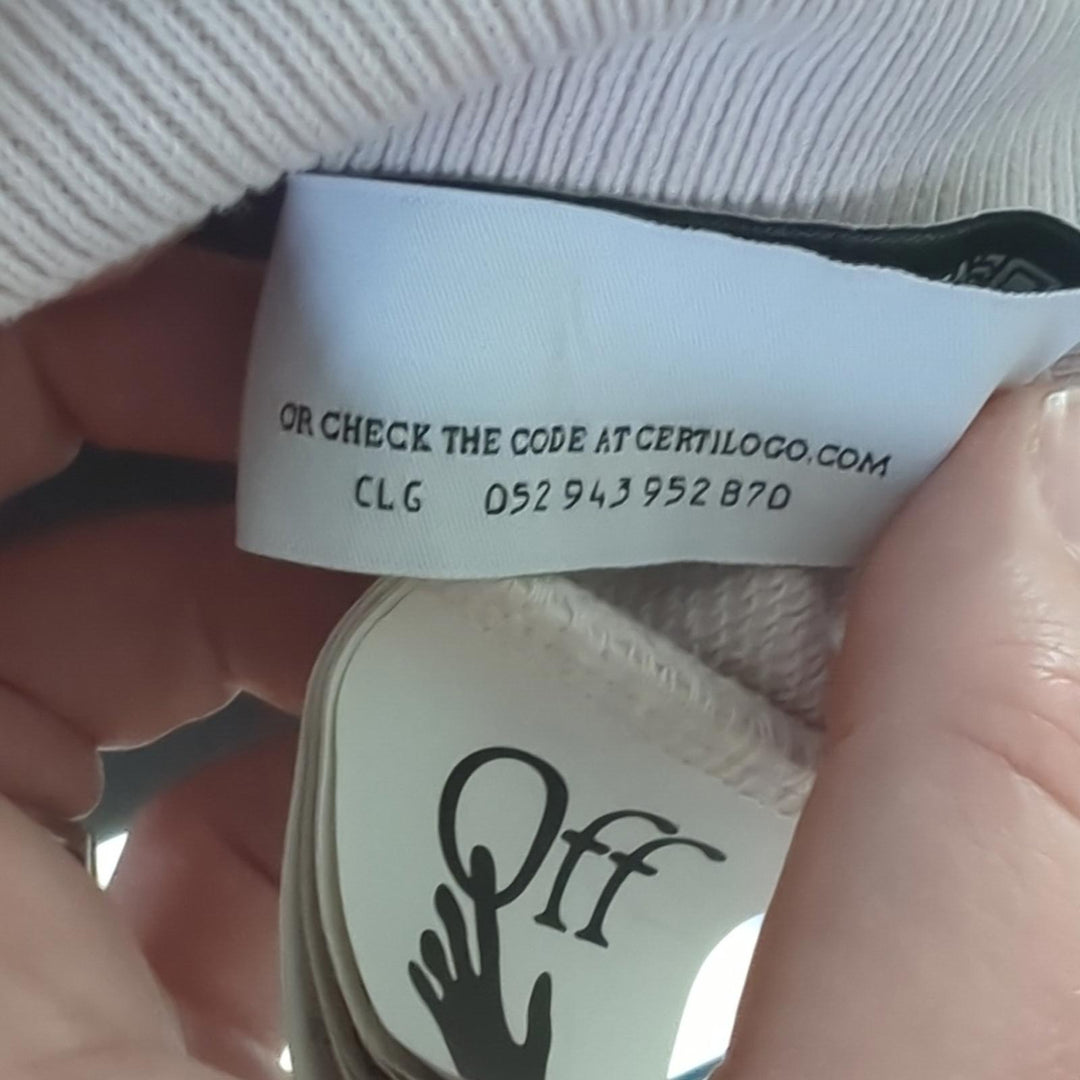 OR CHECK THE CODE AT CERTILOGO.COM
CLG 052 943 952 870
Off